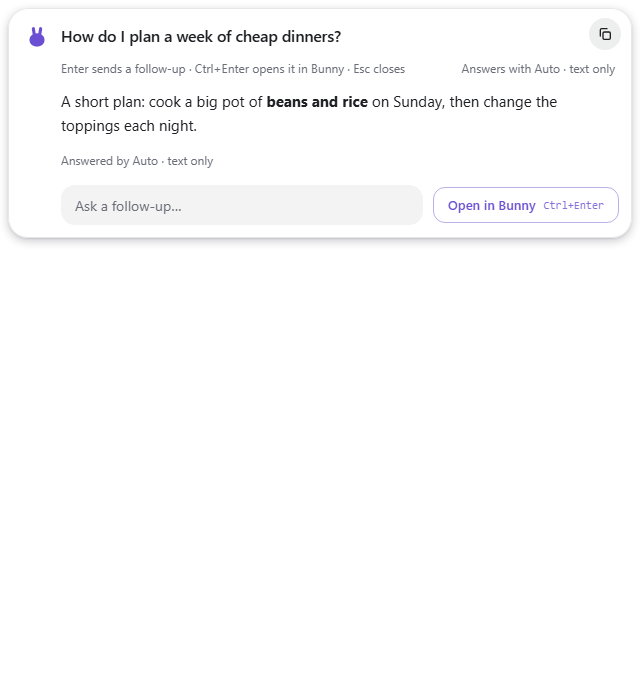 How do I plan a week of cheap dinners?
Enter sends a follow-up · Ctrl+Enter opens it in Bunny · Esc closes
Answers with Auto · text only
A short plan: cook a big pot of beans and rice on Sunday, then change the
toppings each night.
Answered by Auto · text only
Ask a follow-up...
Open in Bunny Ctrl+Enter